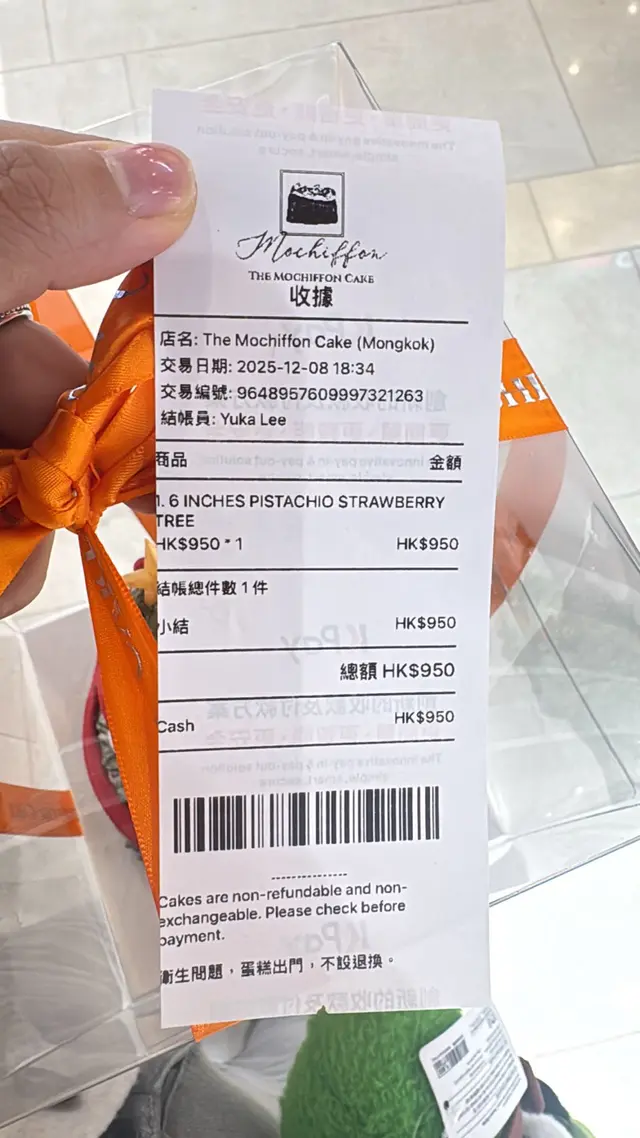 Mochiffon
THE MOCHIFFON CAKE
收據
店名: The Mochiffon Cake (Mongkok)
交易日期: 2025-12-08 18:34
交易編號: 9648957609997321263
結帳員: Yuka Lee
商品 金額
1. 6 INCHES PISTACHIO STRAWBERRY
TREE
HK$950 * 1 HK$950
結帳總件數 1 件
小結 HK$950
總額 HK$950
Cash HK$950
---------------
Cakes are non-refundable and non-
exchangeable. Please check before
payment.
衛生問題，蛋糕出門，不設退換。